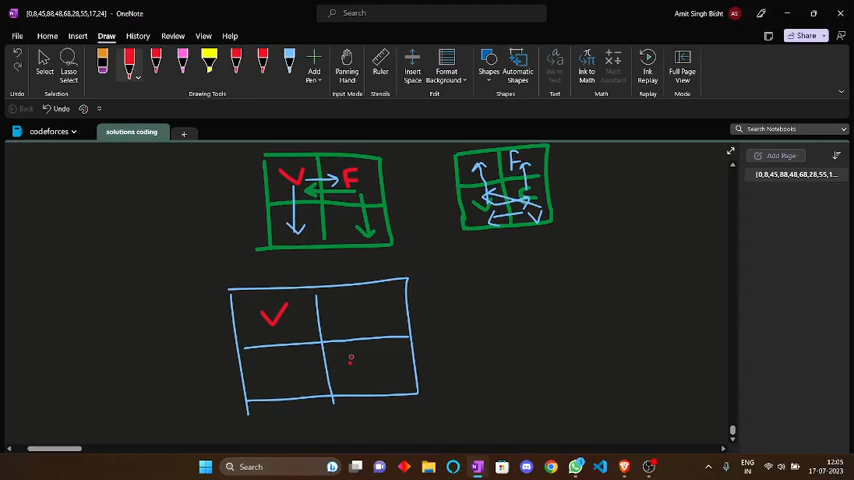 [0,8,45,88,48,68,28,55,17,24] - OneNote
Search
Amit Singh Bisht
AS
File Home Insert Draw History Review View Help
Share
Undo
Select
Lasso Select
Selection
Drawing Tools
Add Pen
Panning Hand
Input Mode
Ruler
Stencils
Insert Space
Format Background
Edit
Shapes
Automatic Shapes
Shapes
Ink to Text
Text
Ink to Math
Math Assistant
Math
Ink Replay
Replay
Full Page View
Mode
Back Undo
codeforces
solutions coding
Search Notebooks
Add Page
[0,8,45,88,48,68,28,55,17,24...
V F
F
V
V
Search
ENG
IN
12:05
17-07-2023